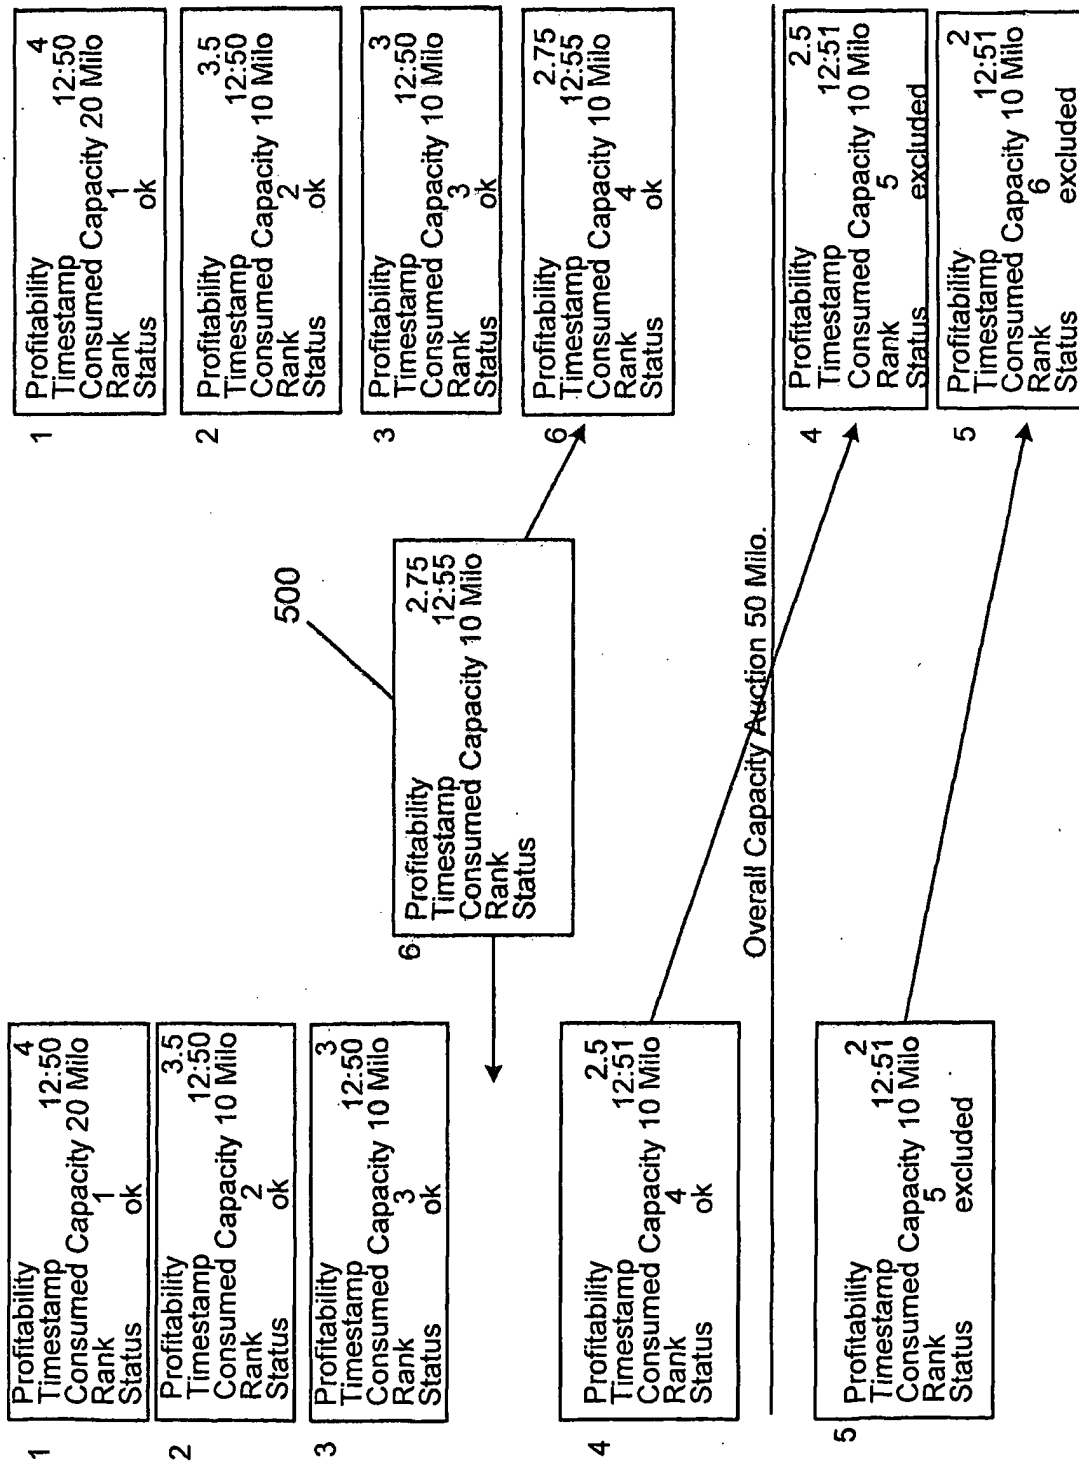 1
Profitability 4
Timestamp 12:50
Consumed Capacity 20 Milo
Rank 1
Status ok
2
Profitability 3.5
Timestamp 12:50
Consumed Capacity 10 Milo
Rank 2
Status ok
3
Profitability 3
Timestamp 12:50
Consumed Capacity 10 Milo
Rank 3
Status ok
4
Profitability 2.5
Timestamp 12:51
Consumed Capacity 10 Milo
Rank 4
Status ok
5
Profitability 2
Timestamp 12:51
Consumed Capacity 10 Milo
Rank 5
Status excluded
500
6
Profitability 2.75
Timestamp 12:55
Consumed Capacity 10 Milo
Rank
Status
Overall Capacity Auction 50 Milo.
1
Profitability 4
Timestamp 12:50
Consumed Capacity 20 Milo
Rank 1
Status ok
2
Profitability 3.5
Timestamp 12:50
Consumed Capacity 10 Milo
Rank 2
Status ok
3
Profitability 3
Timestamp 12:50
Consumed Capacity 10 Milo
Rank 3
Status ok
6
Profitability 2.75
Timestamp 12:55
Consumed Capacity 10 Milo
Rank 4
Status ok
4
Profitability 2.5
Timestamp 12:51
Consumed Capacity 10 Milo
Rank 5
Status excluded
5
Profitability 2
Timestamp 12:51
Consumed Capacity 10 Milo
Rank 6
Status excluded